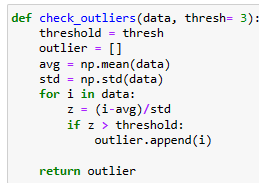 def check_outliers(data, thresh= 3):
    threshold = thresh
    outlier = []
    avg = np.mean(data)
    std = np.std(data)
    for i in data:
        z = (i-avg)/std
        if z > threshold:
            outlier.append(i)
    return outlier